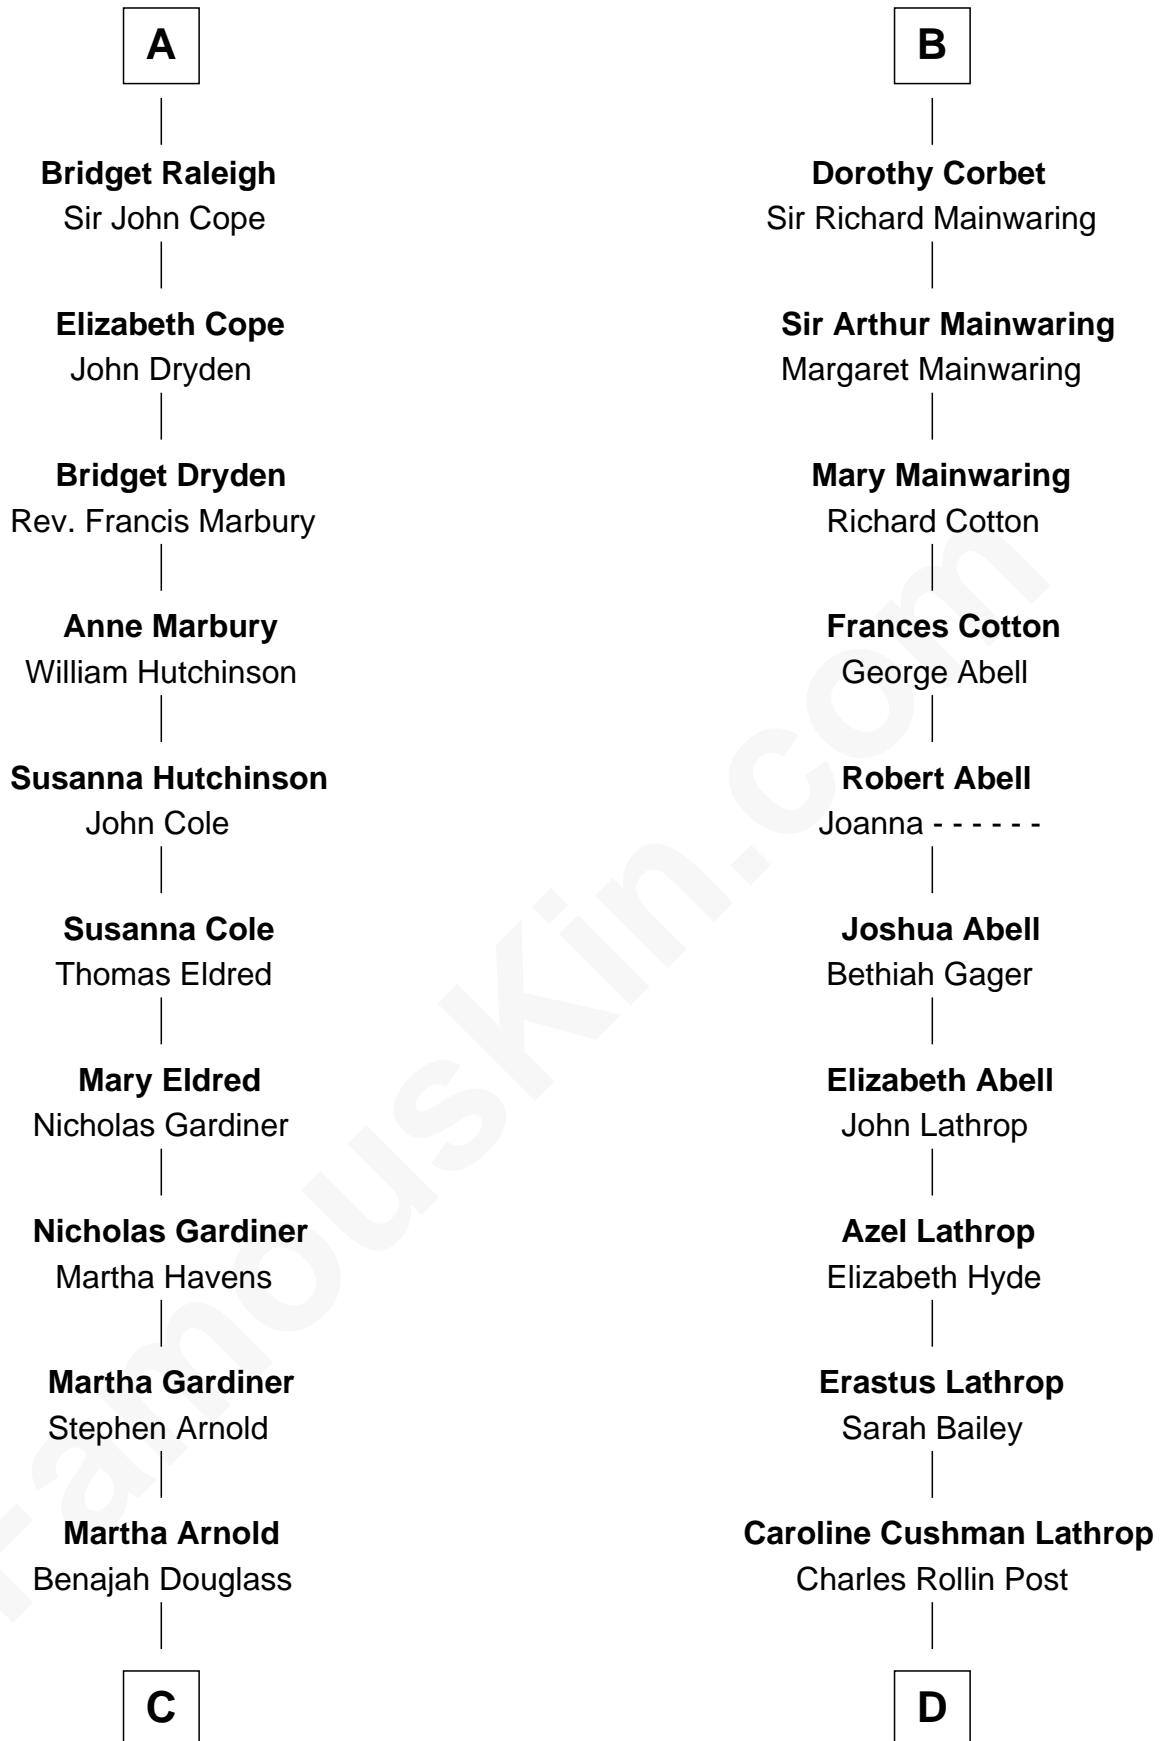 A
Bridget Raleigh
Sir John Cope
Elizabeth Cope
John Dryden
Bridget Dryden
Rev. Francis Marbury
Anne Marbury
William Hutchinson
Susanna Hutchinson
John Cole
Susanna Cole
Thomas Eldred
Mary Eldred
Nicholas Gardiner
Nicholas Gardiner
Martha Havens
Martha Gardiner
Stephen Arnold
Martha Arnold
Benajah Douglass
C
B
Dorothy Corbet
Sir Richard Mainwaring
Sir Arthur Mainwaring
Margaret Mainwaring
Mary Mainwaring
Richard Cotton
Frances Cotton
George Abell
Robert Abell
Joanna - - - - - -
Joshua Abell
Bethiah Gager
Elizabeth Abell
John Lathrop
Azel Lathrop
Elizabeth Hyde
Erastus Lathrop
Sarah Bailey
Caroline Cushman Lathrop
Charles Rollin Post
D
FamousKin.com